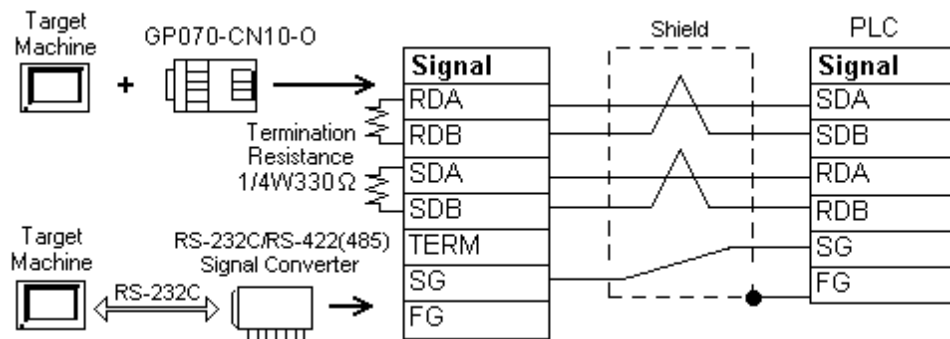 Target
Machine
+
GP070-CN10-O
Termination
Resistance
1/4W330Ω
Target
Machine
RS-232C
RS-232C/RS-422(485)
Signal Converter
Signal
RDA
RDB
SDA
SDB
TERM
SG
FG
Shield
PLC
Signal
SDA
SDB
RDA
RDB
SG
FG